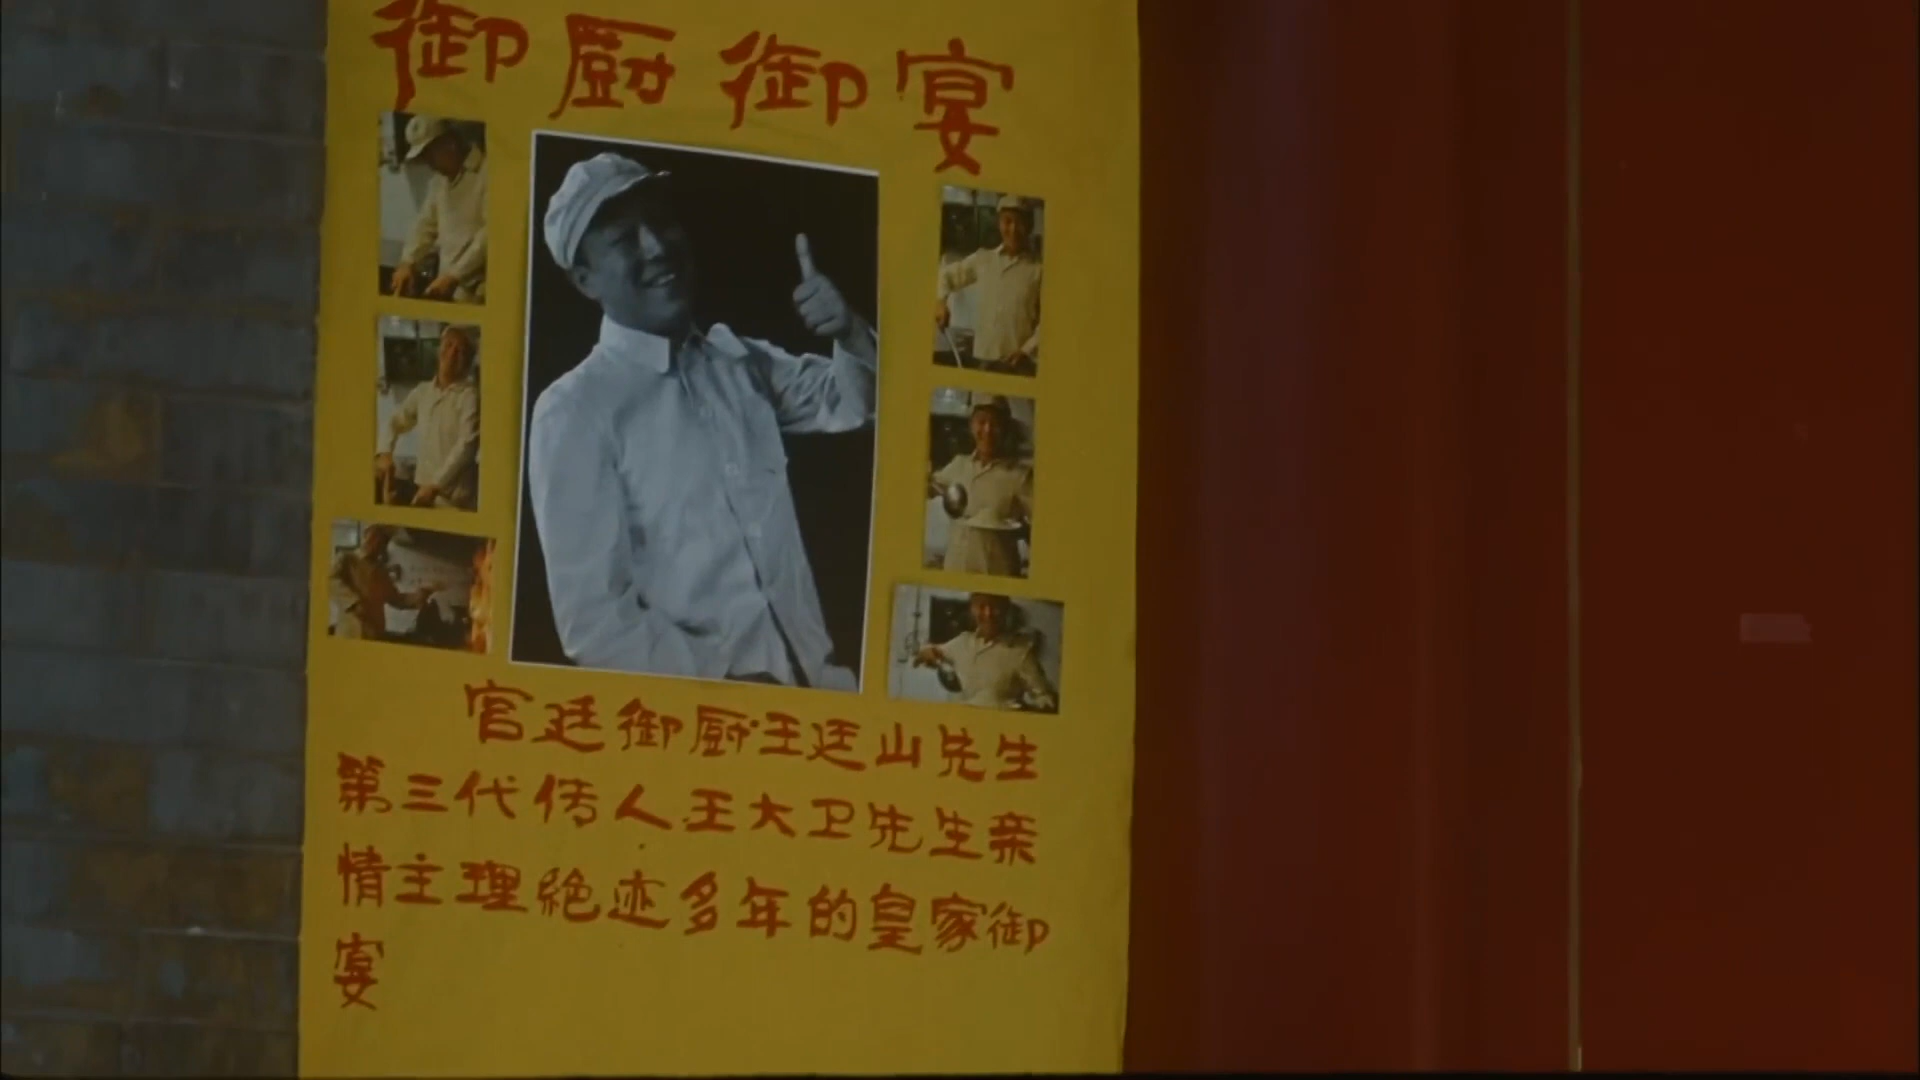 御厨御宴
宫廷御厨王廷山先生
第三代传人王大卫先生亲
情主理絶迹多年的皇家御
宴